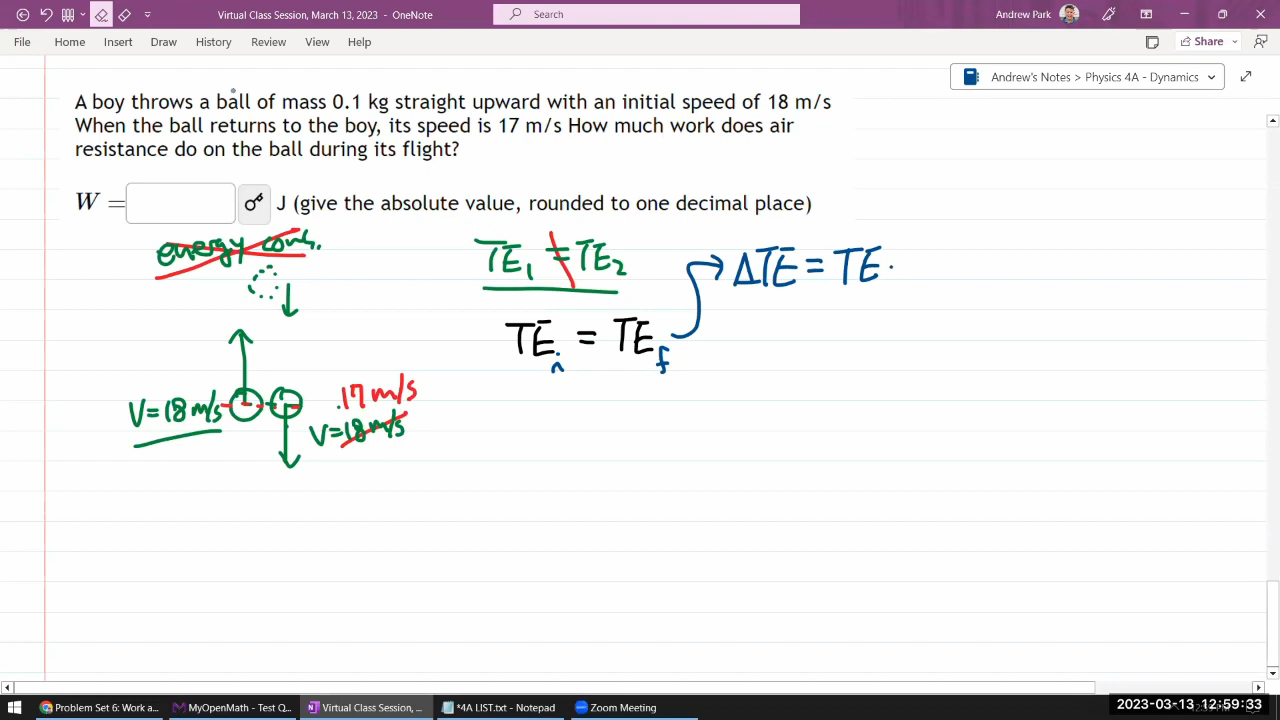 Virtual Class Session, March 13, 2023 - OneNote
Search
Andrew Park
File Home Insert Draw History Review View Help
Share
Andrew's Notes > Physics 4A - Dynamics
A boy throws a ball of mass 0.1 kg straight upward with an initial speed of 18 m/s
When the ball returns to the boy, its speed is 17 m/s How much work does air
resistance do on the ball during its flight?
W = J (give the absolute value, rounded to one decimal place)
energy cons.
TE₁ = TE₂
ΔTE = TE
TEᵢ = TE_f
17 m/s
V = 18 m/s
V = 18 m/s
Problem Set 6: Work a...
MyOpenMath - Test Q...
Virtual Class Session, ...
*4A LIST.txt - Notepad
Zoom Meeting
2023-03-13 12:59:33